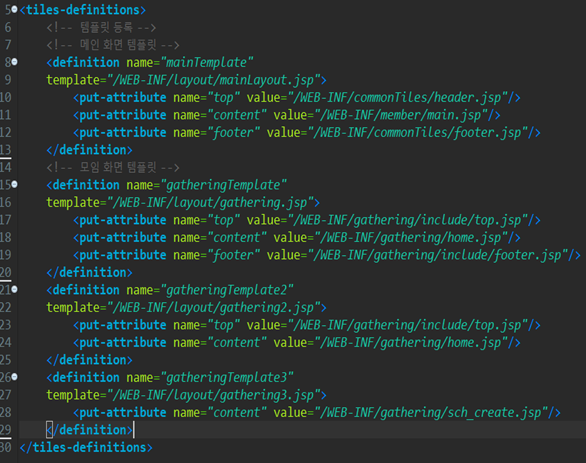 5 <tiles-definitions>
6 <!-- 템플릿 등록 -->
7 <!-- 메인 화면 템플릿 -->
8 <definition name="mainTemplate"
9 template="/WEB-INF/layout/mainLayout.jsp">
10 <put-attribute name="top" value="/WEB-INF/commonTiles/header.jsp"/>
11 <put-attribute name="content" value="/WEB-INF/member/main.jsp"/>
12 <put-attribute name="footer" value="/WEB-INF/commonTiles/footer.jsp"/>
13 </definition>
14 <!-- 모임 화면 템플릿 -->
15 <definition name="gatheringTemplate"
16 template="/WEB-INF/layout/gathering.jsp">
17 <put-attribute name="top" value="/WEB-INF/gathering/include/top.jsp"/>
18 <put-attribute name="content" value="/WEB-INF/gathering/home.jsp"/>
19 <put-attribute name="footer" value="/WEB-INF/gathering/include/footer.jsp"/>
20 </definition>
21 <definition name="gatheringTemplate2"
22 template="/WEB-INF/layout/gathering2.jsp">
23 <put-attribute name="top" value="/WEB-INF/gathering/include/top.jsp"/>
24 <put-attribute name="content" value="/WEB-INF/gathering/home.jsp"/>
25 </definition>
26 <definition name="gatheringTemplate3"
27 template="/WEB-INF/layout/gathering3.jsp">
28 <put-attribute name="content" value="/WEB-INF/gathering/sch_create.jsp"/>
29 </definition>
30 </tiles-definitions>